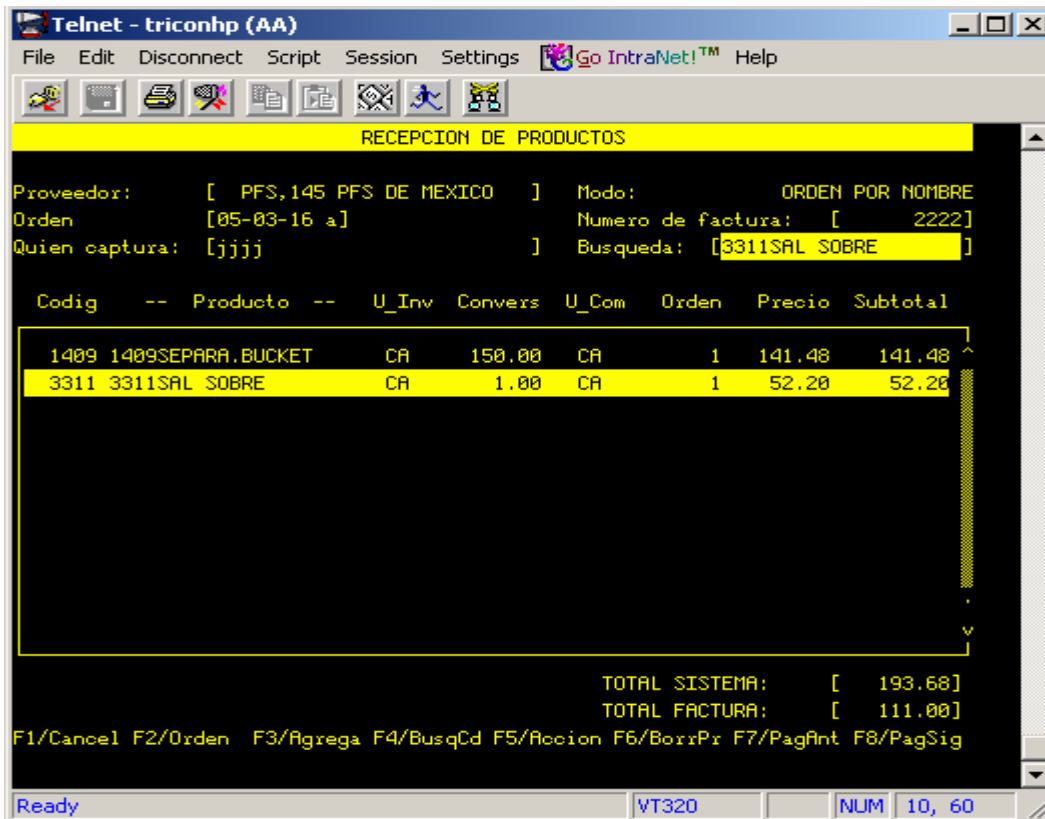 Telnet - triconhp (AA)
File Edit Disconnect Script Session Settings Go IntraNet!™ Help
RECEPCION DE PRODUCTOS
Proveedor: [ PFS,145 PFS DE MEXICO ] Modo: ORDEN POR NOMBRE
Orden [05-03-16 a] Numero de factura: [ 2222]
Quien captura: [jjjj ] Busqueda: [3311SAL SOBRE ]
Codig -- Producto -- U_Inv Convers U_Com Orden Precio Subtotal
1409 1409SEPARA.BUCKET CA 150.00 CA 1 141.48 141.48 ^
3311 3311SAL SOBRE CA 1.00 CA 1 52.20 52.20
v
TOTAL SISTEMA: [ 193.68]
TOTAL FACTURA: [ 111.00]
F1/Cancel F2/Orden F3/Agrega F4/BusqCd F5/Accion F6/BorrPr F7/PagAnt F8/PagSig
Ready VT320 NUM 10, 60